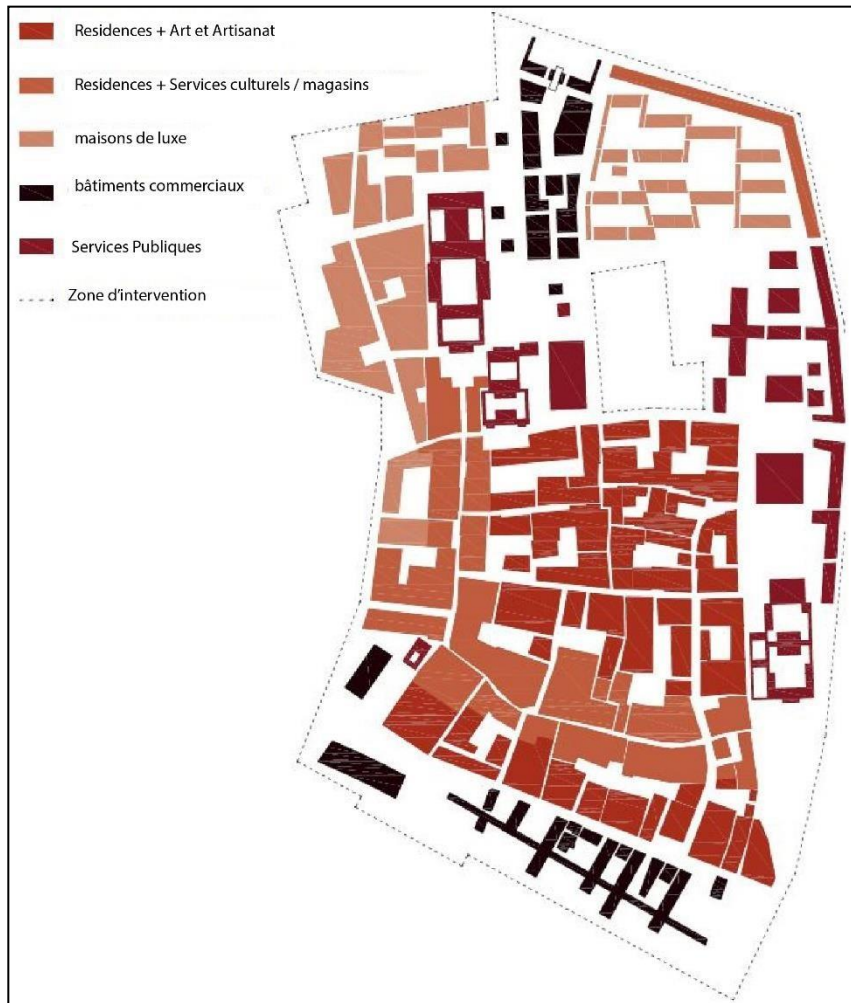 Residences + Art et Artisanat
Residences + Services culturels / magasins
maisons de luxe
bâtiments commerciaux
Services Publiques
Zone d'intervention